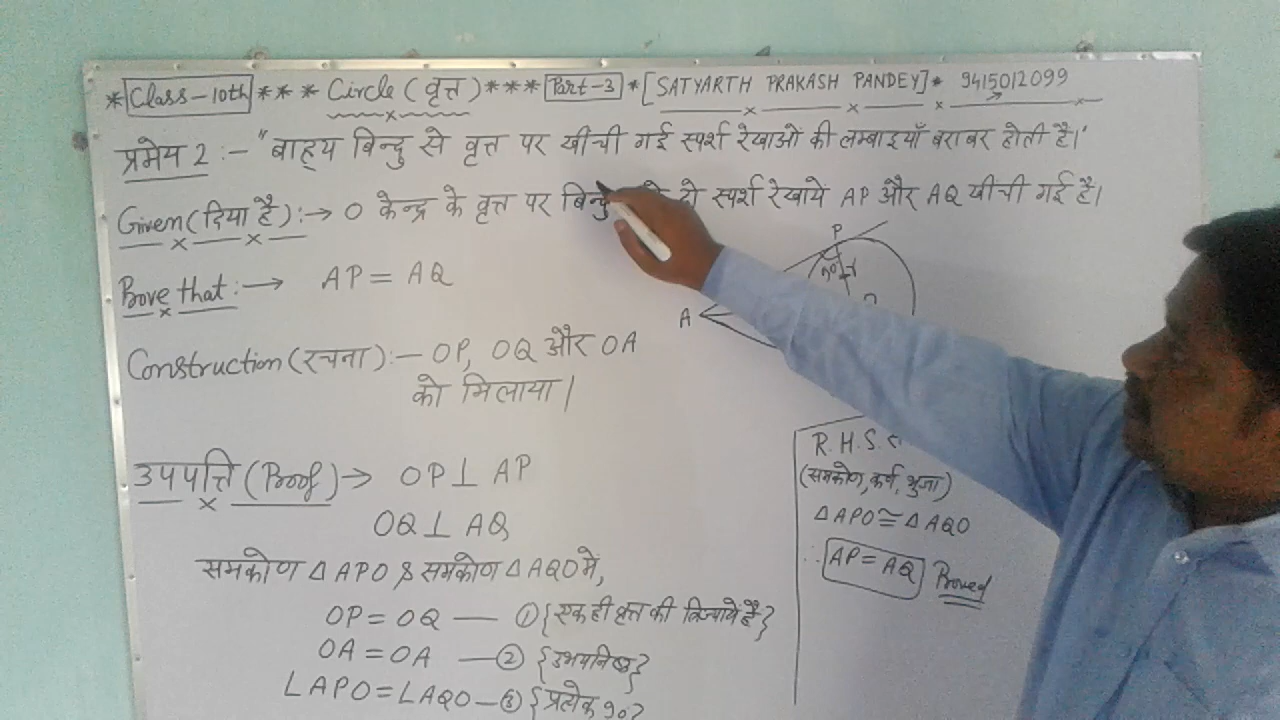 *Class-10th*** Circle (वृत्त)***Part-3*[SATYARTH PRAKASH PANDEY]* 9415012099
प्रमेय 2:- "बाह्य बिन्दु से वृत्त पर खींची गई स्पर्श रेखाओं की लम्बाइयाँ बराबर होती है।"
Given(दिया है):→ O केन्द्र के वृत्त पर बिन्दु दो स्पर्श रेखाये AP और AQ खींची गई है।
Prove that:→ AP = AQ
Construction(रचना):- OP, OQ और OA
को मिलाया।
उपपत्ति (Proof)→ OP⊥AP
OQ⊥AQ
समकोण △APO & समकोण △AQO में,
OP = OQ — ① {एक ही वृत्त की त्रिज्याये है}
OA = OA — ② {उभयनिष्ठ}
∠APO = ∠AQO — ③ {प्रत्येक 90°}
P
90°
A
R.H.S.
(समकोण, कर्ण, भुजा)
△APO ≅ △AQO
∴ AP = AQ Proved